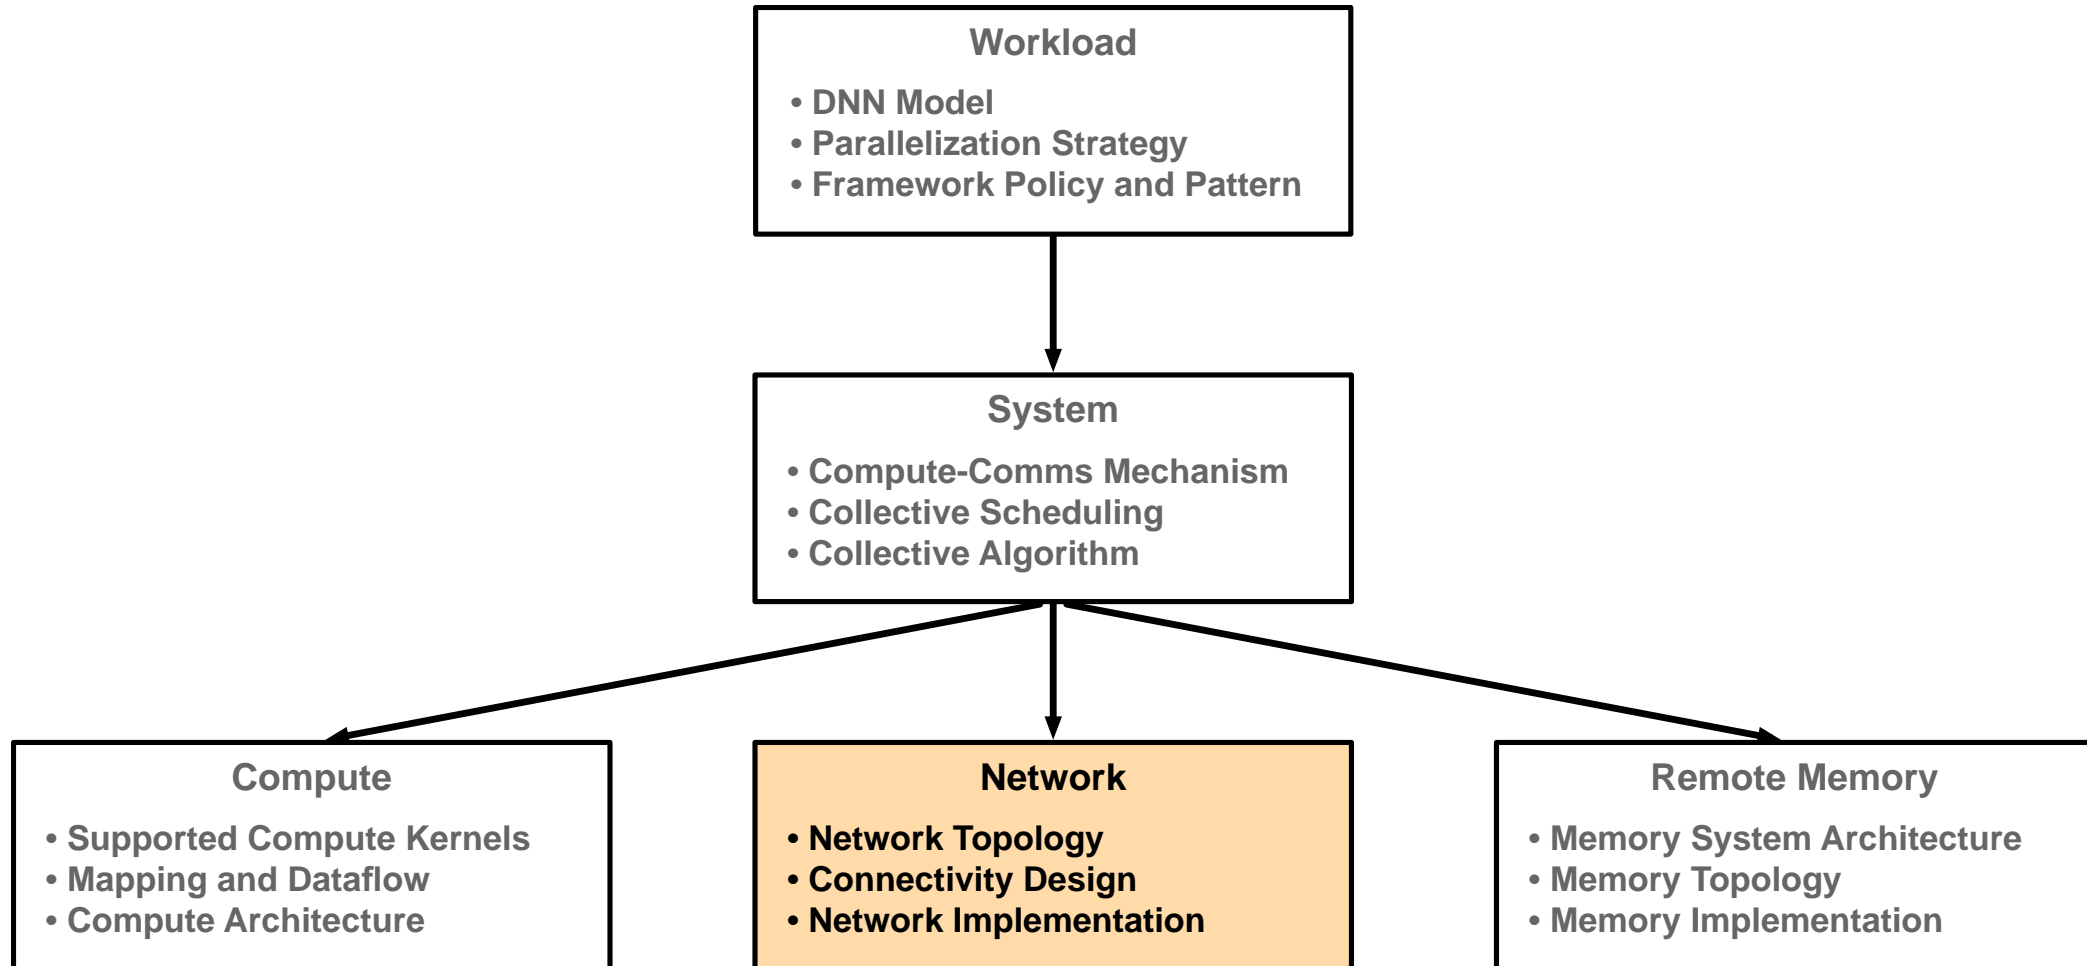 Workload
• DNN Model
• Parallelization Strategy
• Framework Policy and Pattern
System
• Compute-Comms Mechanism
• Collective Scheduling
• Collective Algorithm
Compute
• Supported Compute Kernels
• Mapping and Dataflow
• Compute Architecture
Network
• Network Topology
• Connectivity Design
• Network Implementation
Remote Memory
• Memory System Architecture
• Memory Topology
• Memory Implementation